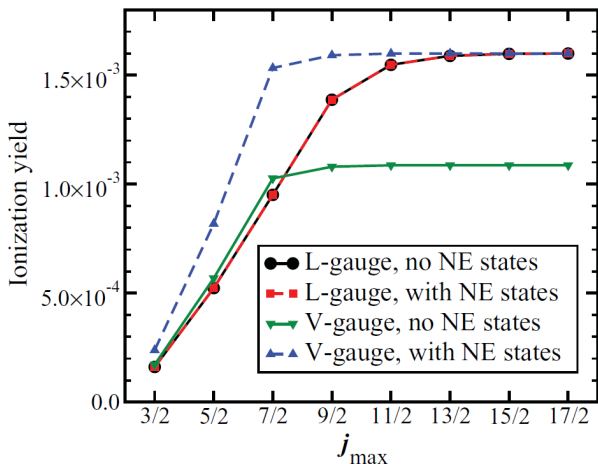 Ionization yield
1.5×10⁻³
1.0×10⁻³
5.0×10⁻⁴
0.0
L-gauge, no NE states
L-gauge, with NE states
V-gauge, no NE states
V-gauge, with NE states
3/2 5/2 7/2 9/2 11/2 13/2 15/2 17/2
j_max